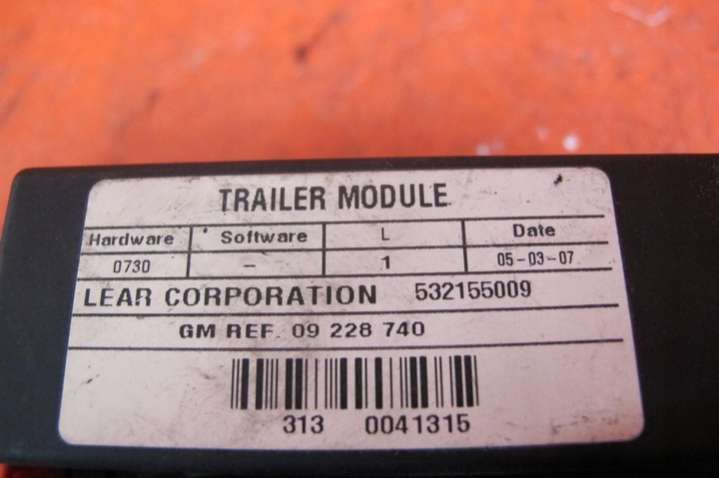 TRAILER MODULE
Hardware Software L Date
0730 – 1 05-03-07
LEAR CORPORATION 532155009
GM REF. 09 228 740
313 0041315